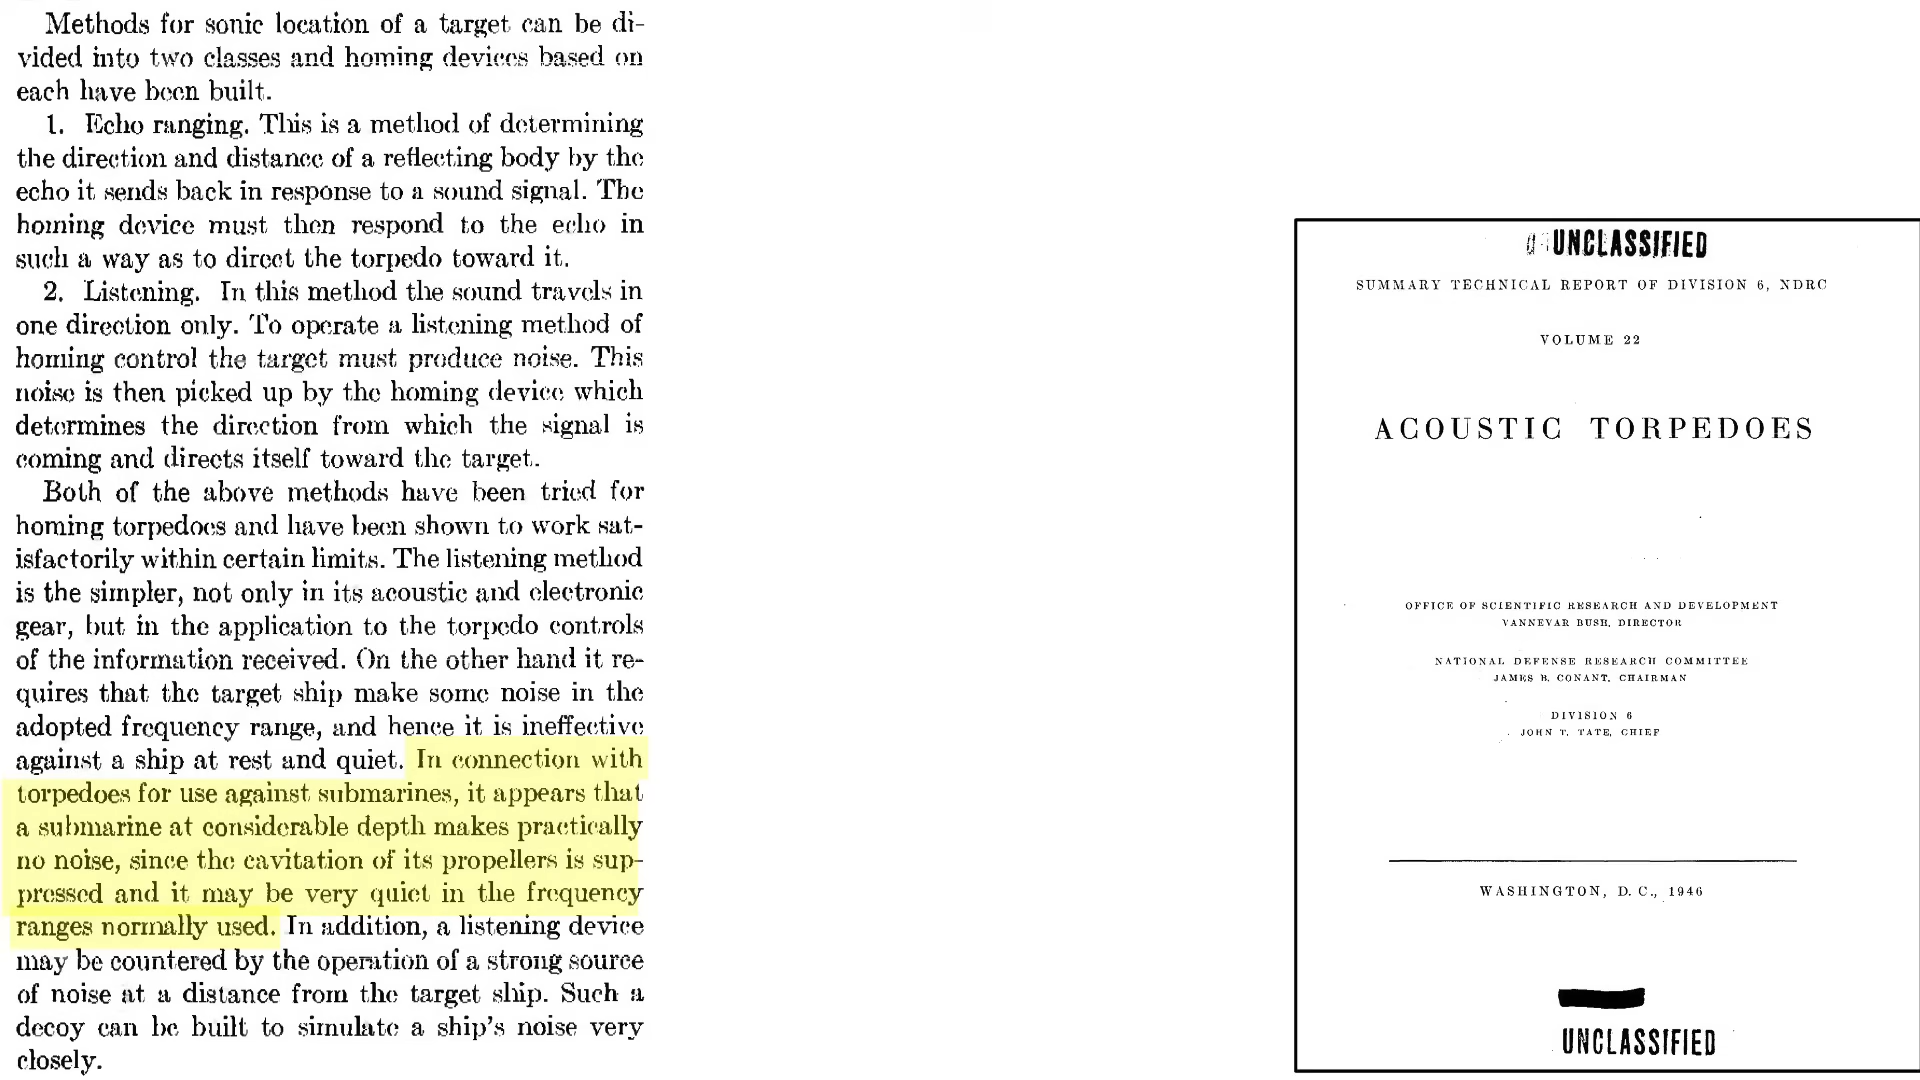 Methods for sonic location of a target can be di-
vided into two classes and homing devices based on
each have been built.
1. Echo ranging. This is a method of determining
the direction and distance of a reflecting body by the
echo it sends back in response to a sound signal. The
homing device must then respond to the echo in
such a way as to direct the torpedo toward it.
2. Listening. In this method the sound travels in
one direction only. To operate a listening method of
homing control the target must produce noise. This
noise is then picked up by the homing device which
determines the direction from which the signal is
coming and directs itself toward the target.
Both of the above methods have been tried for
homing torpedoes and have been shown to work sat-
isfactorily within certain limits. The listening method
is the simpler, not only in its acoustic and electronic
gear, but in the application to the torpedo controls
of the information received. On the other hand it re-
quires that the target ship make some noise in the
adopted frequency range, and hence it is ineffective
against a ship at rest and quiet. In connection with
torpedoes for use against submarines, it appears that
a submarine at considerable depth makes practically
no noise, since the cavitation of its propellers is sup-
pressed and it may be very quiet in the frequency
ranges normally used. In addition, a listening device
may be countered by the operation of a strong source
of noise at a distance from the target ship. Such a
decoy can be built to simulate a ship's noise very
closely.
UNCLASSIFIED
SUMMARY TECHNICAL REPORT OF DIVISION 6, NDRC
VOLUME 22
ACOUSTIC TORPEDOES
OFFICE OF SCIENTIFIC RESEARCH AND DEVELOPMENT
VANNEVAR BUSH, DIRECTOR
NATIONAL DEFENSE RESEARCH COMMITTEE
JAMES B. CONANT, CHAIRMAN
DIVISION 6
JOHN T. TATE, CHIEF
WASHINGTON, D. C., 1946
UNCLASSIFIED